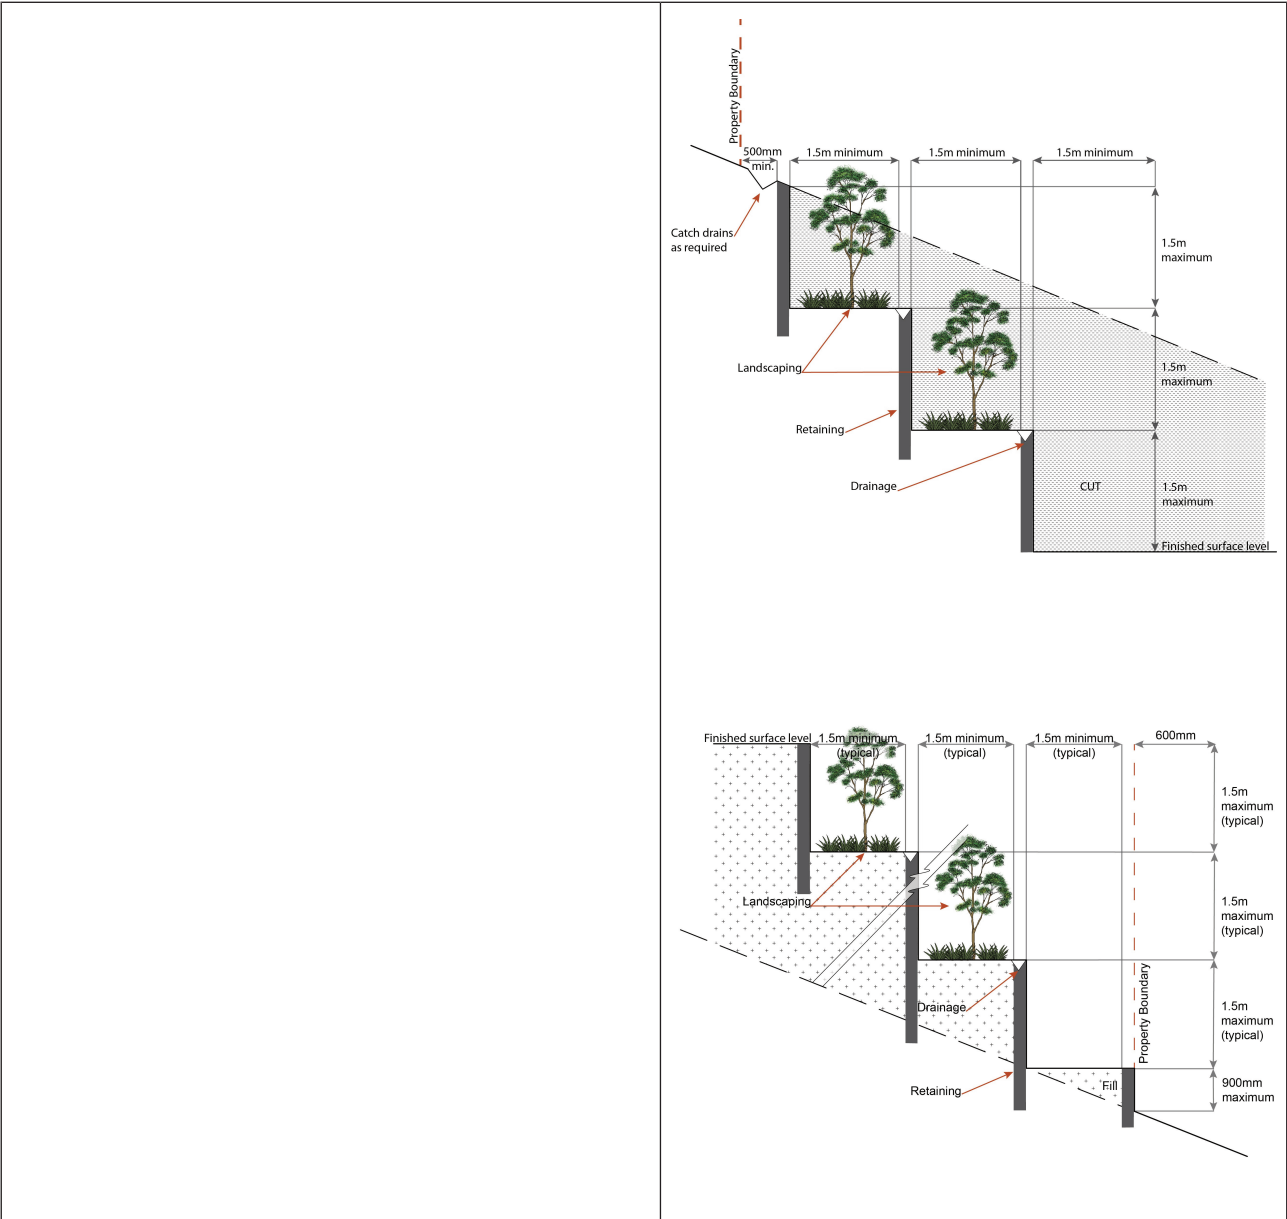 Property Boundary
500mm
min.
1.5m minimum
1.5m minimum
1.5m minimum
Catch drains
as required
1.5m
maximum
Landscaping
1.5m
maximum
Retaining
Drainage
CUT
1.5m
maximum
Finished surface level
Finished surface level
1.5m minimum
(typical)
1.5m minimum
(typical)
1.5m minimum
(typical)
600mm
1.5m
maximum
(typical)
Landscaping
1.5m
maximum
(typical)
Drainage
Property Boundary
1.5m
maximum
(typical)
Retaining
Fill
900mm
maximum